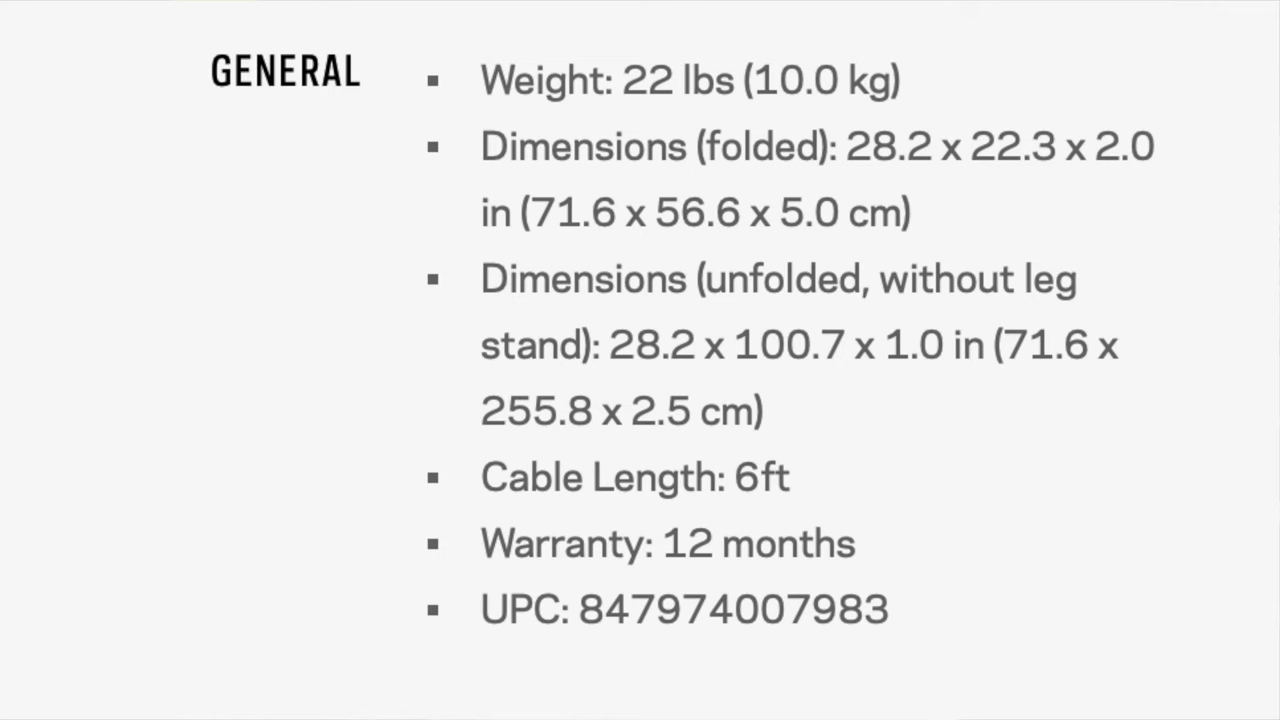 GENERAL
▪ Weight: 22 lbs (10.0 kg)
▪ Dimensions (folded): 28.2 x 22.3 x 2.0
in (71.6 x 56.6 x 5.0 cm)
▪ Dimensions (unfolded, without leg
stand): 28.2 x 100.7 x 1.0 in (71.6 x
255.8 x 2.5 cm)
▪ Cable Length: 6ft
▪ Warranty: 12 months
▪ UPC: 847974007983